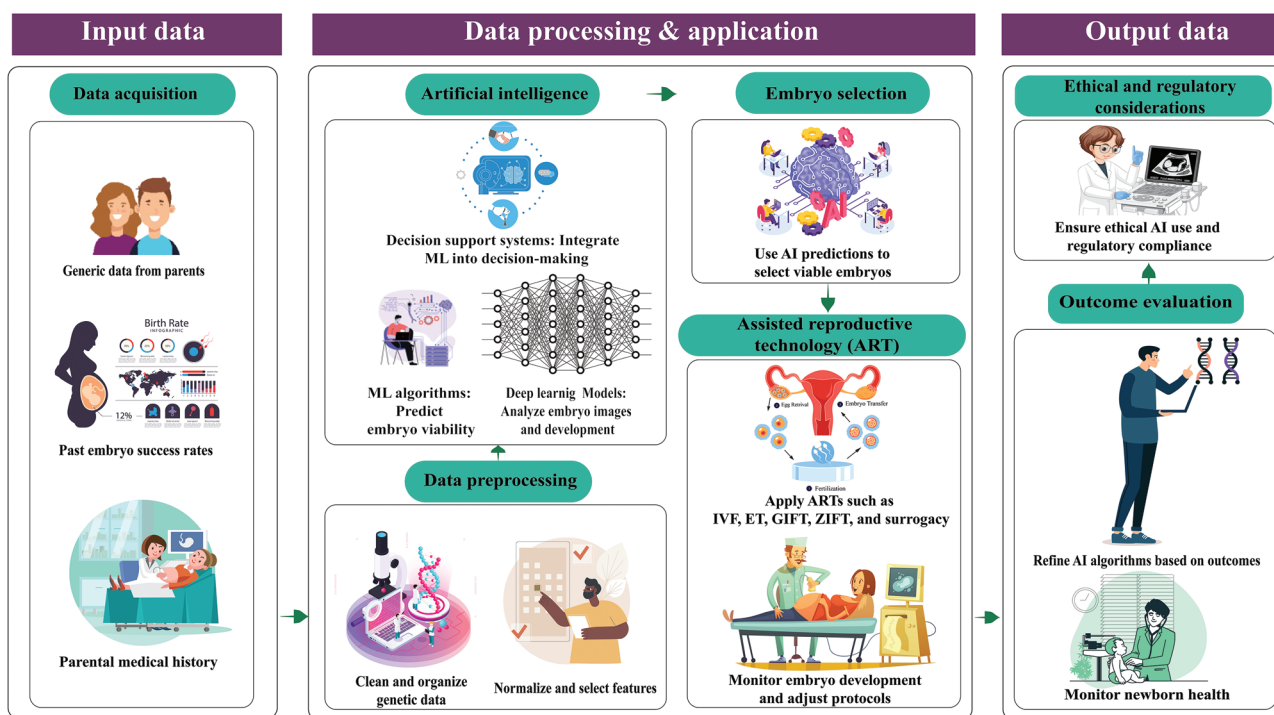 Input data
Data acquisition
Generic data from parents
Birth Rate
INFOGRAPHIC
12%
Past embryo success rates
Parental medical history
Data processing & application
Artificial intelligence
Decision support systems: Integrate
ML into decision-making
ML algorithms:
Predict
embryo viability
Deep learnig Models:
Analyze embryo images
and development
Data preprocessing
Clean and organize
genetic data
Normalize and select features
Embryo selection
AI
Use AI predictions to
select viable embryos
Assisted reproductive
technology (ART)
Egg Retrival
Embryo Transfer
Fertilization
Apply ARTs such as
IVF, ET, GIFT, ZIFT, and surrogacy
Monitor embryo development
and adjust protocols
Output data
Ethical and regulatory
considerations
Ensure ethical AI use and
regulatory compliance
Outcome evaluation
Refine AI algorithms based on outcomes
Monitor newborn health